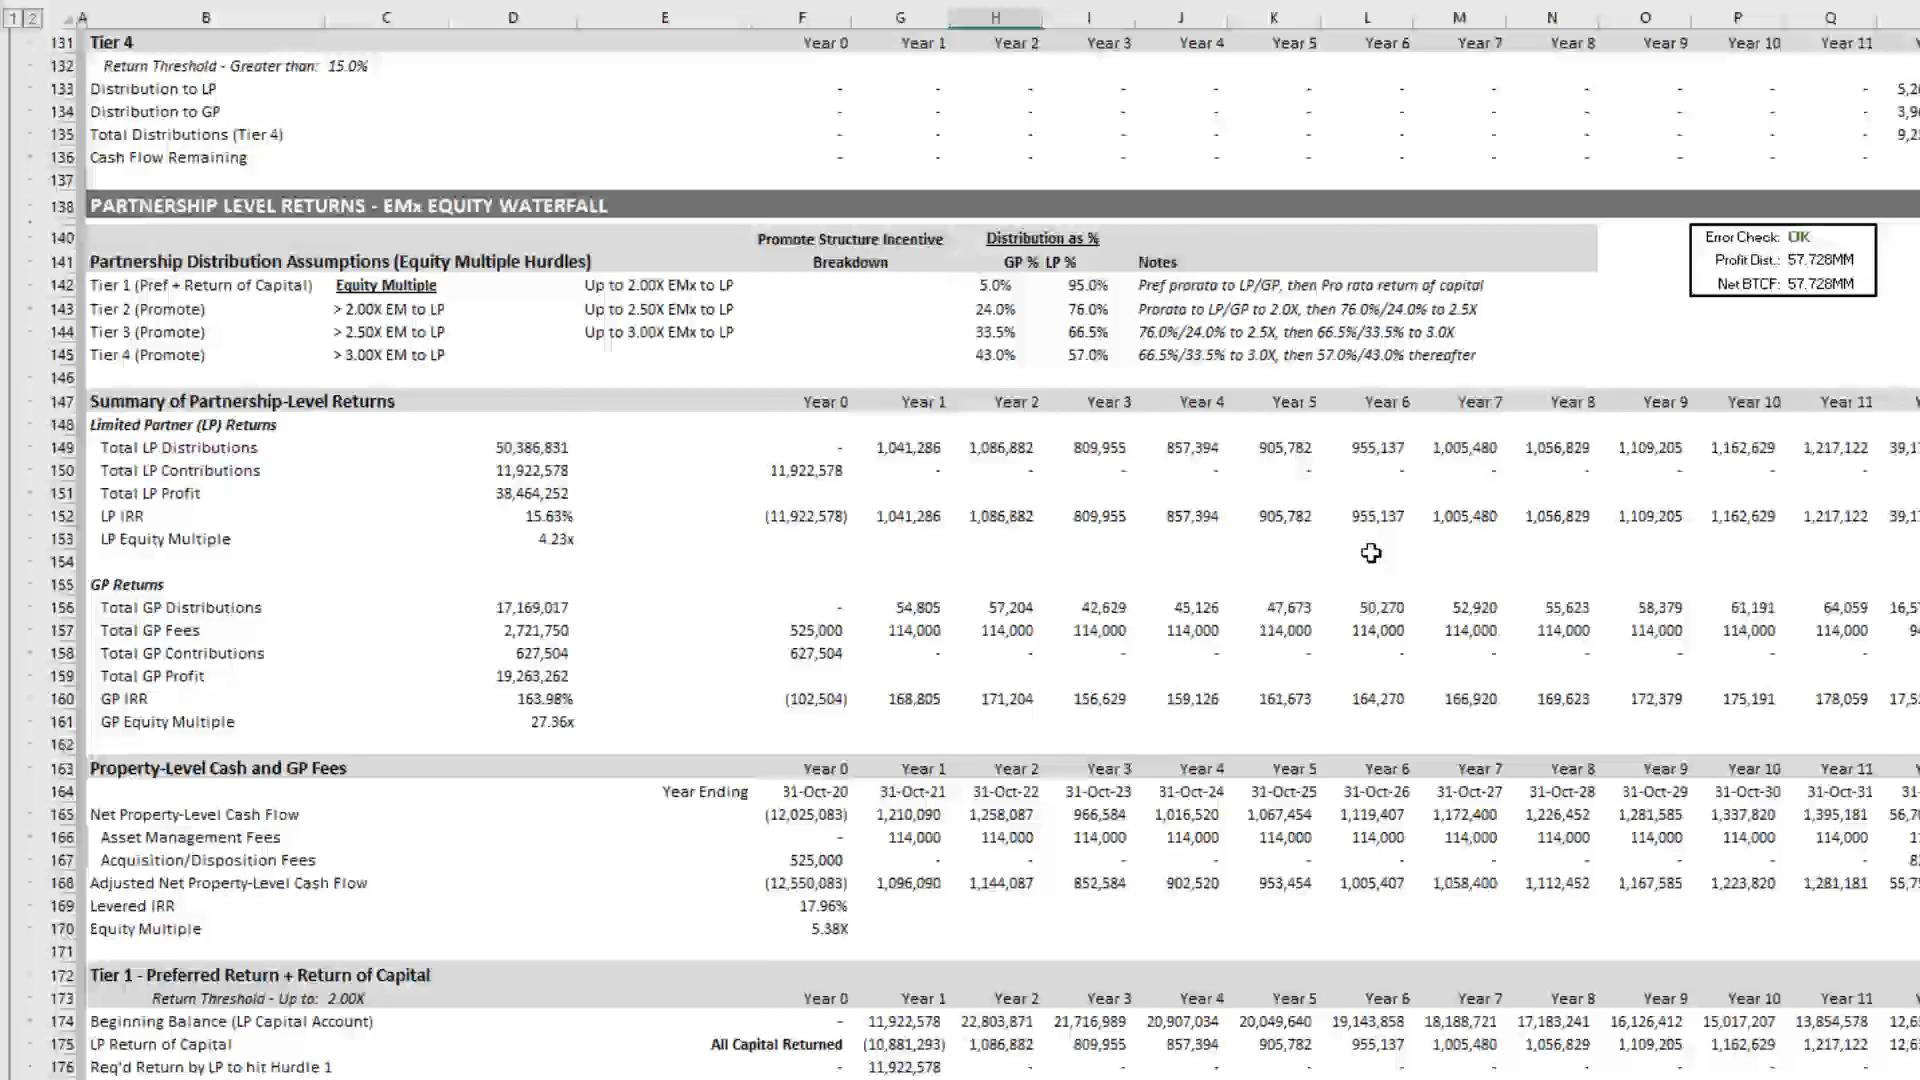 1 2 A B C D E F G H I J K L M N O P Q
131 Tier 4 Year 0 Year 1 Year 2 Year 3 Year 4 Year 5 Year 6 Year 7 Year 8 Year 9 Year 10 Year 11
132 Return Threshold - Greater than: 15.0%
133 Distribution to LP - - - - - - - - - - - -
134 Distribution to GP - - - - - - - - - - - -
135 Total Distributions (Tier 4) - - - - - - - - - - - -
136 Cash Flow Remaining - - - - - - - - - - - -
137
138 PARTNERSHIP LEVEL RETURNS - EMx EQUITY WATERFALL
140 Promote Structure Incentive Distribution as % Error Check: OK
141 Partnership Distribution Assumptions (Equity Multiple Hurdles) Breakdown GP % LP % Notes Profit Dist.: 57.728MM
142 Tier 1 (Pref + Return of Capital) Equity Multiple Up to 2.00X EMx to LP 5.0% 95.0% Pref prorata to LP/GP, then Pro rata return of capital Net BTCF: 57.728MM
143 Tier 2 (Promote) > 2.00X EM to LP Up to 2.50X EMx to LP 24.0% 76.0% Prorata to LP/GP to 2.0X, then 76.0%/24.0% to 2.5X
144 Tier 3 (Promote) > 2.50X EM to LP Up to 3.00X EMx to LP 33.5% 66.5% 76.0%/24.0% to 2.5X, then 66.5%/33.5% to 3.0X
145 Tier 4 (Promote) > 3.00X EM to LP 43.0% 57.0% 66.5%/33.5% to 3.0X, then 57.0%/43.0% thereafter
146
147 Summary of Partnership-Level Returns Year 0 Year 1 Year 2 Year 3 Year 4 Year 5 Year 6 Year 7 Year 8 Year 9 Year 10 Year 11
148 Limited Partner (LP) Returns
149 Total LP Distributions 50,386,831 - 1,041,286 1,086,882 809,955 857,394 905,782 955,137 1,005,480 1,056,829 1,109,205 1,162,629 1,217,122
150 Total LP Contributions 11,922,578 11,922,578 - - - - - - - - - - -
151 Total LP Profit 38,464,252
152 LP IRR 15.63% (11,922,578) 1,041,286 1,086,882 809,955 857,394 905,782 955,137 1,005,480 1,056,829 1,109,205 1,162,629 1,217,122
153 LP Equity Multiple 4.23x
154
155 GP Returns
156 Total GP Distributions 17,169,017 - 54,805 57,204 42,629 45,126 47,673 50,270 52,920 55,623 58,379 61,191 64,059
157 Total GP Fees 2,721,750 525,000 114,000 114,000 114,000 114,000 114,000 114,000 114,000 114,000 114,000 114,000 114,000
158 Total GP Contributions 627,504 627,504 - - - - - - - - - - -
159 Total GP Profit 19,263,262
160 GP IRR 163.98% (102,504) 168,805 171,204 156,629 159,126 161,673 164,270 166,920 169,623 172,379 175,191 178,059
161 GP Equity Multiple 27.36x
162
163 Property-Level Cash and GP Fees Year 0 Year 1 Year 2 Year 3 Year 4 Year 5 Year 6 Year 7 Year 8 Year 9 Year 10 Year 11
164 Year Ending 31-Oct-20 31-Oct-21 31-Oct-22 31-Oct-23 31-Oct-24 31-Oct-25 31-Oct-26 31-Oct-27 31-Oct-28 31-Oct-29 31-Oct-30 31-Oct-31
165 Net Property-Level Cash Flow (12,025,083) 1,210,090 1,258,087 966,584 1,016,520 1,067,454 1,119,407 1,172,400 1,226,452 1,281,585 1,337,820 1,395,181
166 Asset Management Fees - 114,000 114,000 114,000 114,000 114,000 114,000 114,000 114,000 114,000 114,000 114,000
167 Acquisition/Disposition Fees 525,000 - - - - - - - - - - -
168 Adjusted Net Property-Level Cash Flow (12,550,083) 1,096,090 1,144,087 852,584 902,520 953,454 1,005,407 1,058,400 1,112,452 1,167,585 1,223,820 1,281,181
169 Levered IRR 17.96%
170 Equity Multiple 5.38X
171
172 Tier 1 - Preferred Return + Return of Capital
173 Return Threshold - Up to: 2.00X Year 0 Year 1 Year 2 Year 3 Year 4 Year 5 Year 6 Year 7 Year 8 Year 9 Year 10 Year 11
174 Beginning Balance (LP Capital Account) - 11,922,578 22,803,871 21,716,989 20,907,034 20,049,640 19,143,858 18,188,721 17,183,241 16,126,412 15,017,207 13,854,578
175 LP Return of Capital All Capital Returned (10,881,293) 1,086,882 809,955 857,394 905,782 955,137 1,005,480 1,056,829 1,109,205 1,162,629 1,217,122
176 Req'd Return by LP to hit Hurdle 1 - 11,922,578 - - - - - - - - - -